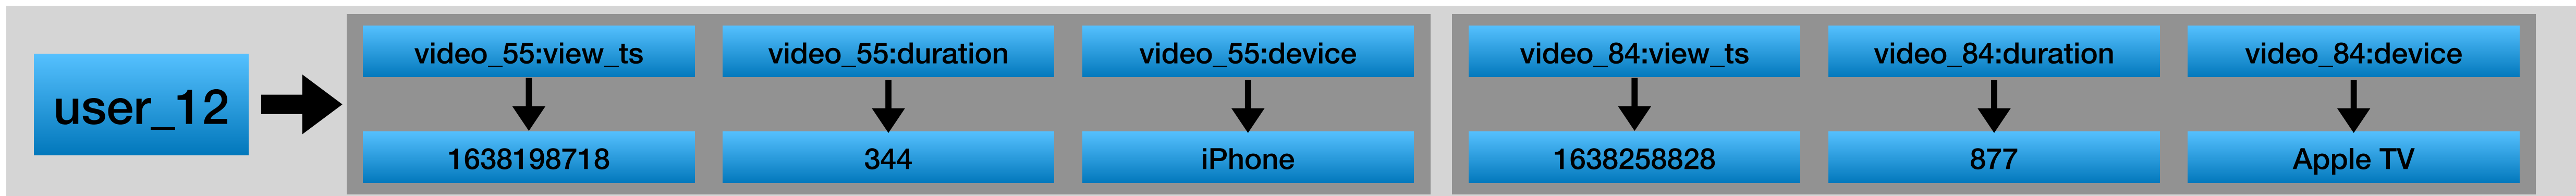 user_12
video_55:view_ts
video_55:duration
video_55:device
video_84:view_ts
video_84:duration
video_84:device
1638198718
344
iPhone
1638258828
877
Apple TV